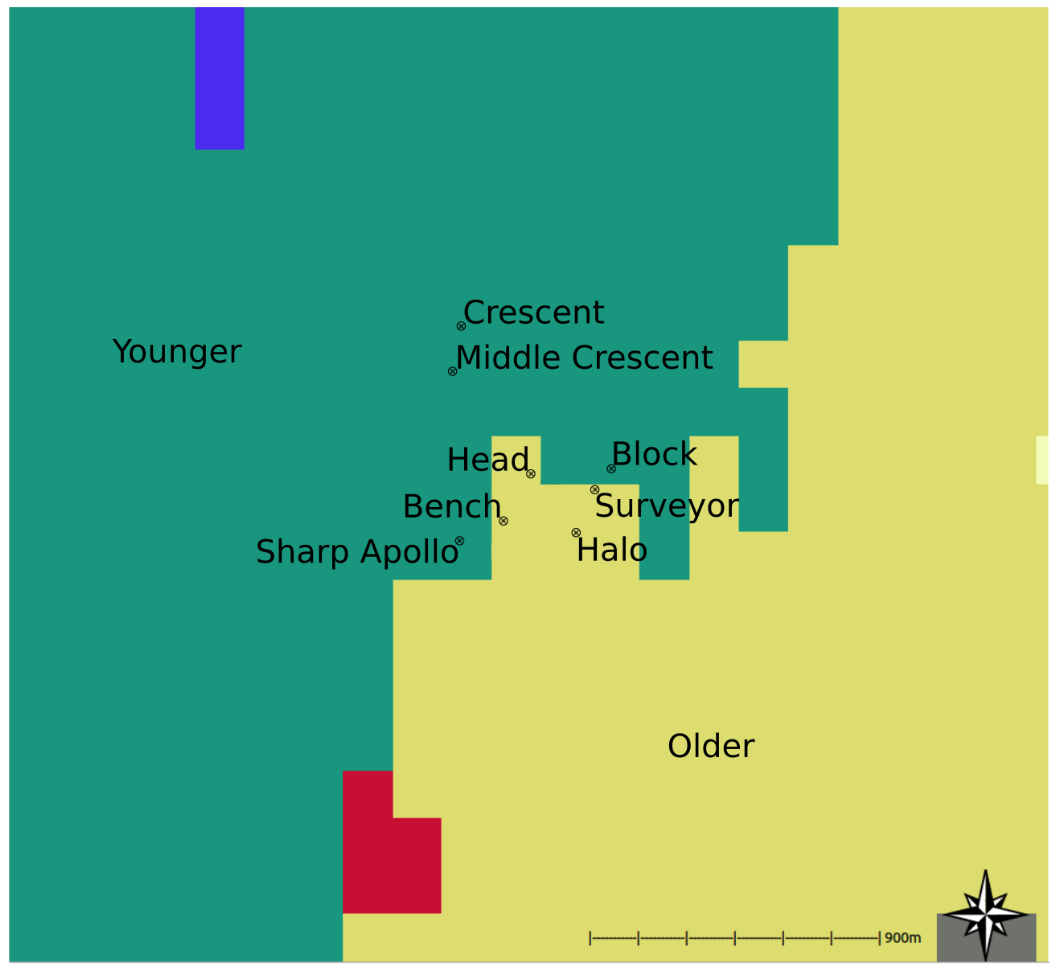 Crescent
Younger
Middle Crescent
Head
Block
Bench
Surveyor
Sharp Apollo
Halo
Older
900m